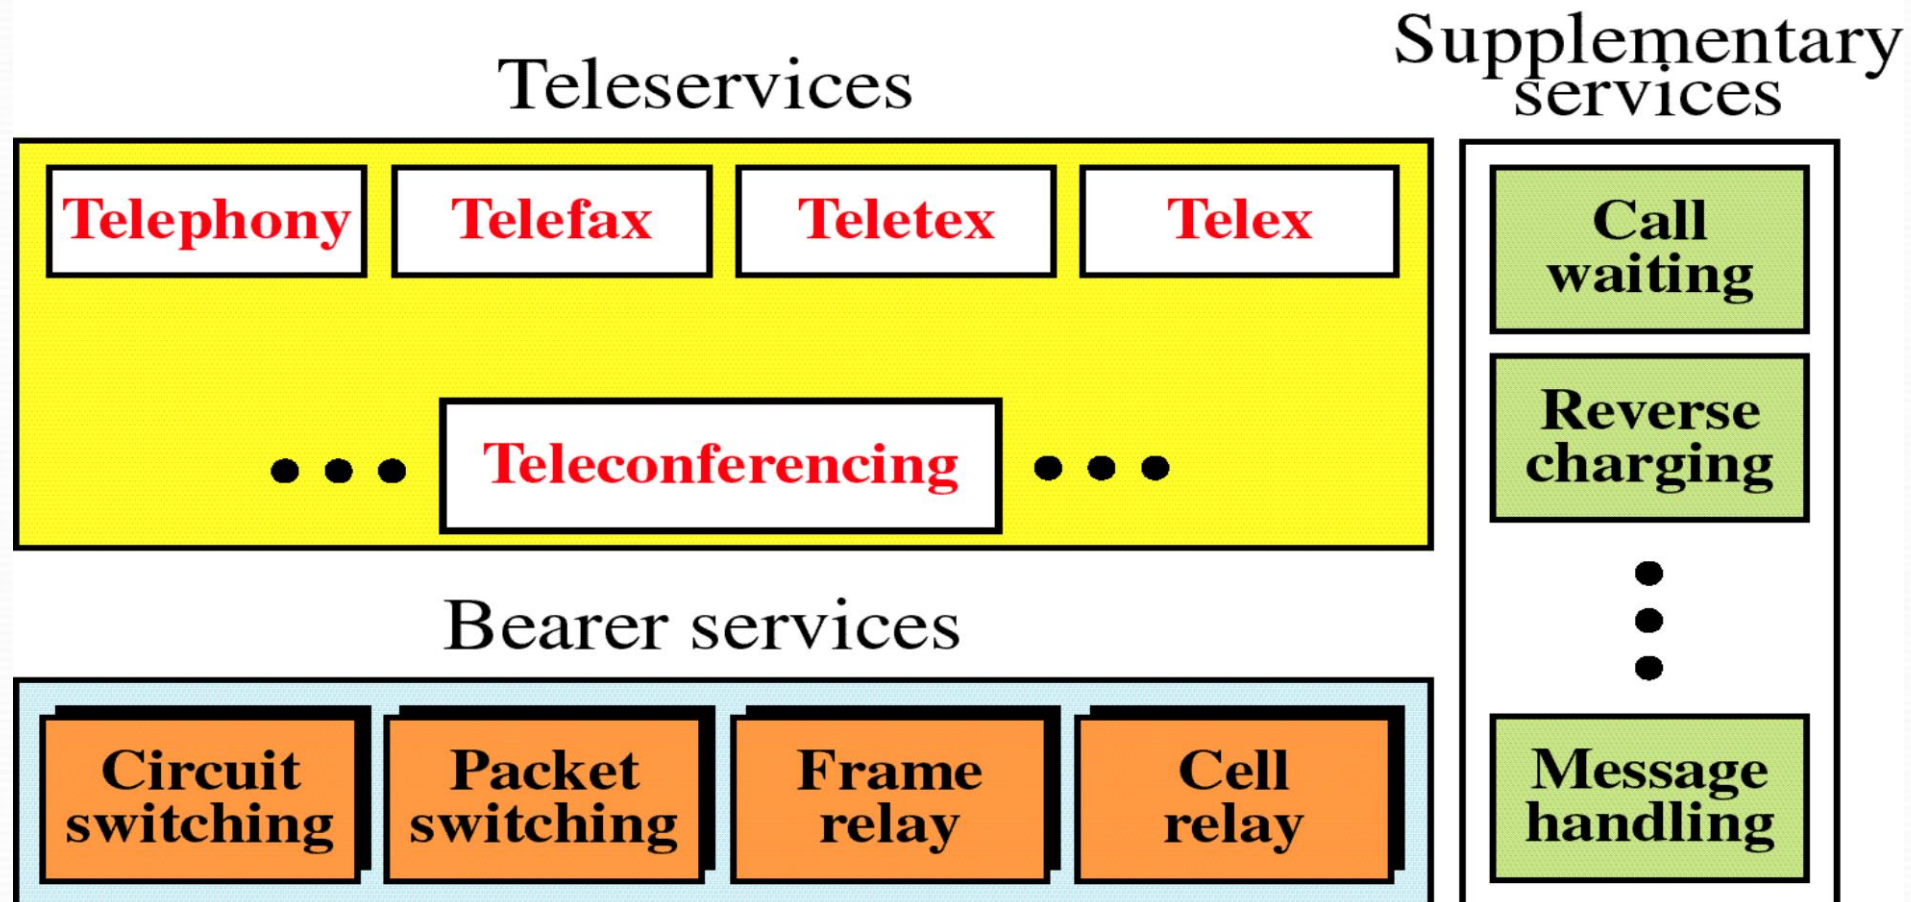 Teleservices
Supplementary
services
Telephony
Telefax
Teletex
Telex
Teleconferencing
Call
waiting
Reverse
charging
Message
handling
Bearer services
Circuit
switching
Packet
switching
Frame
relay
Cell
relay